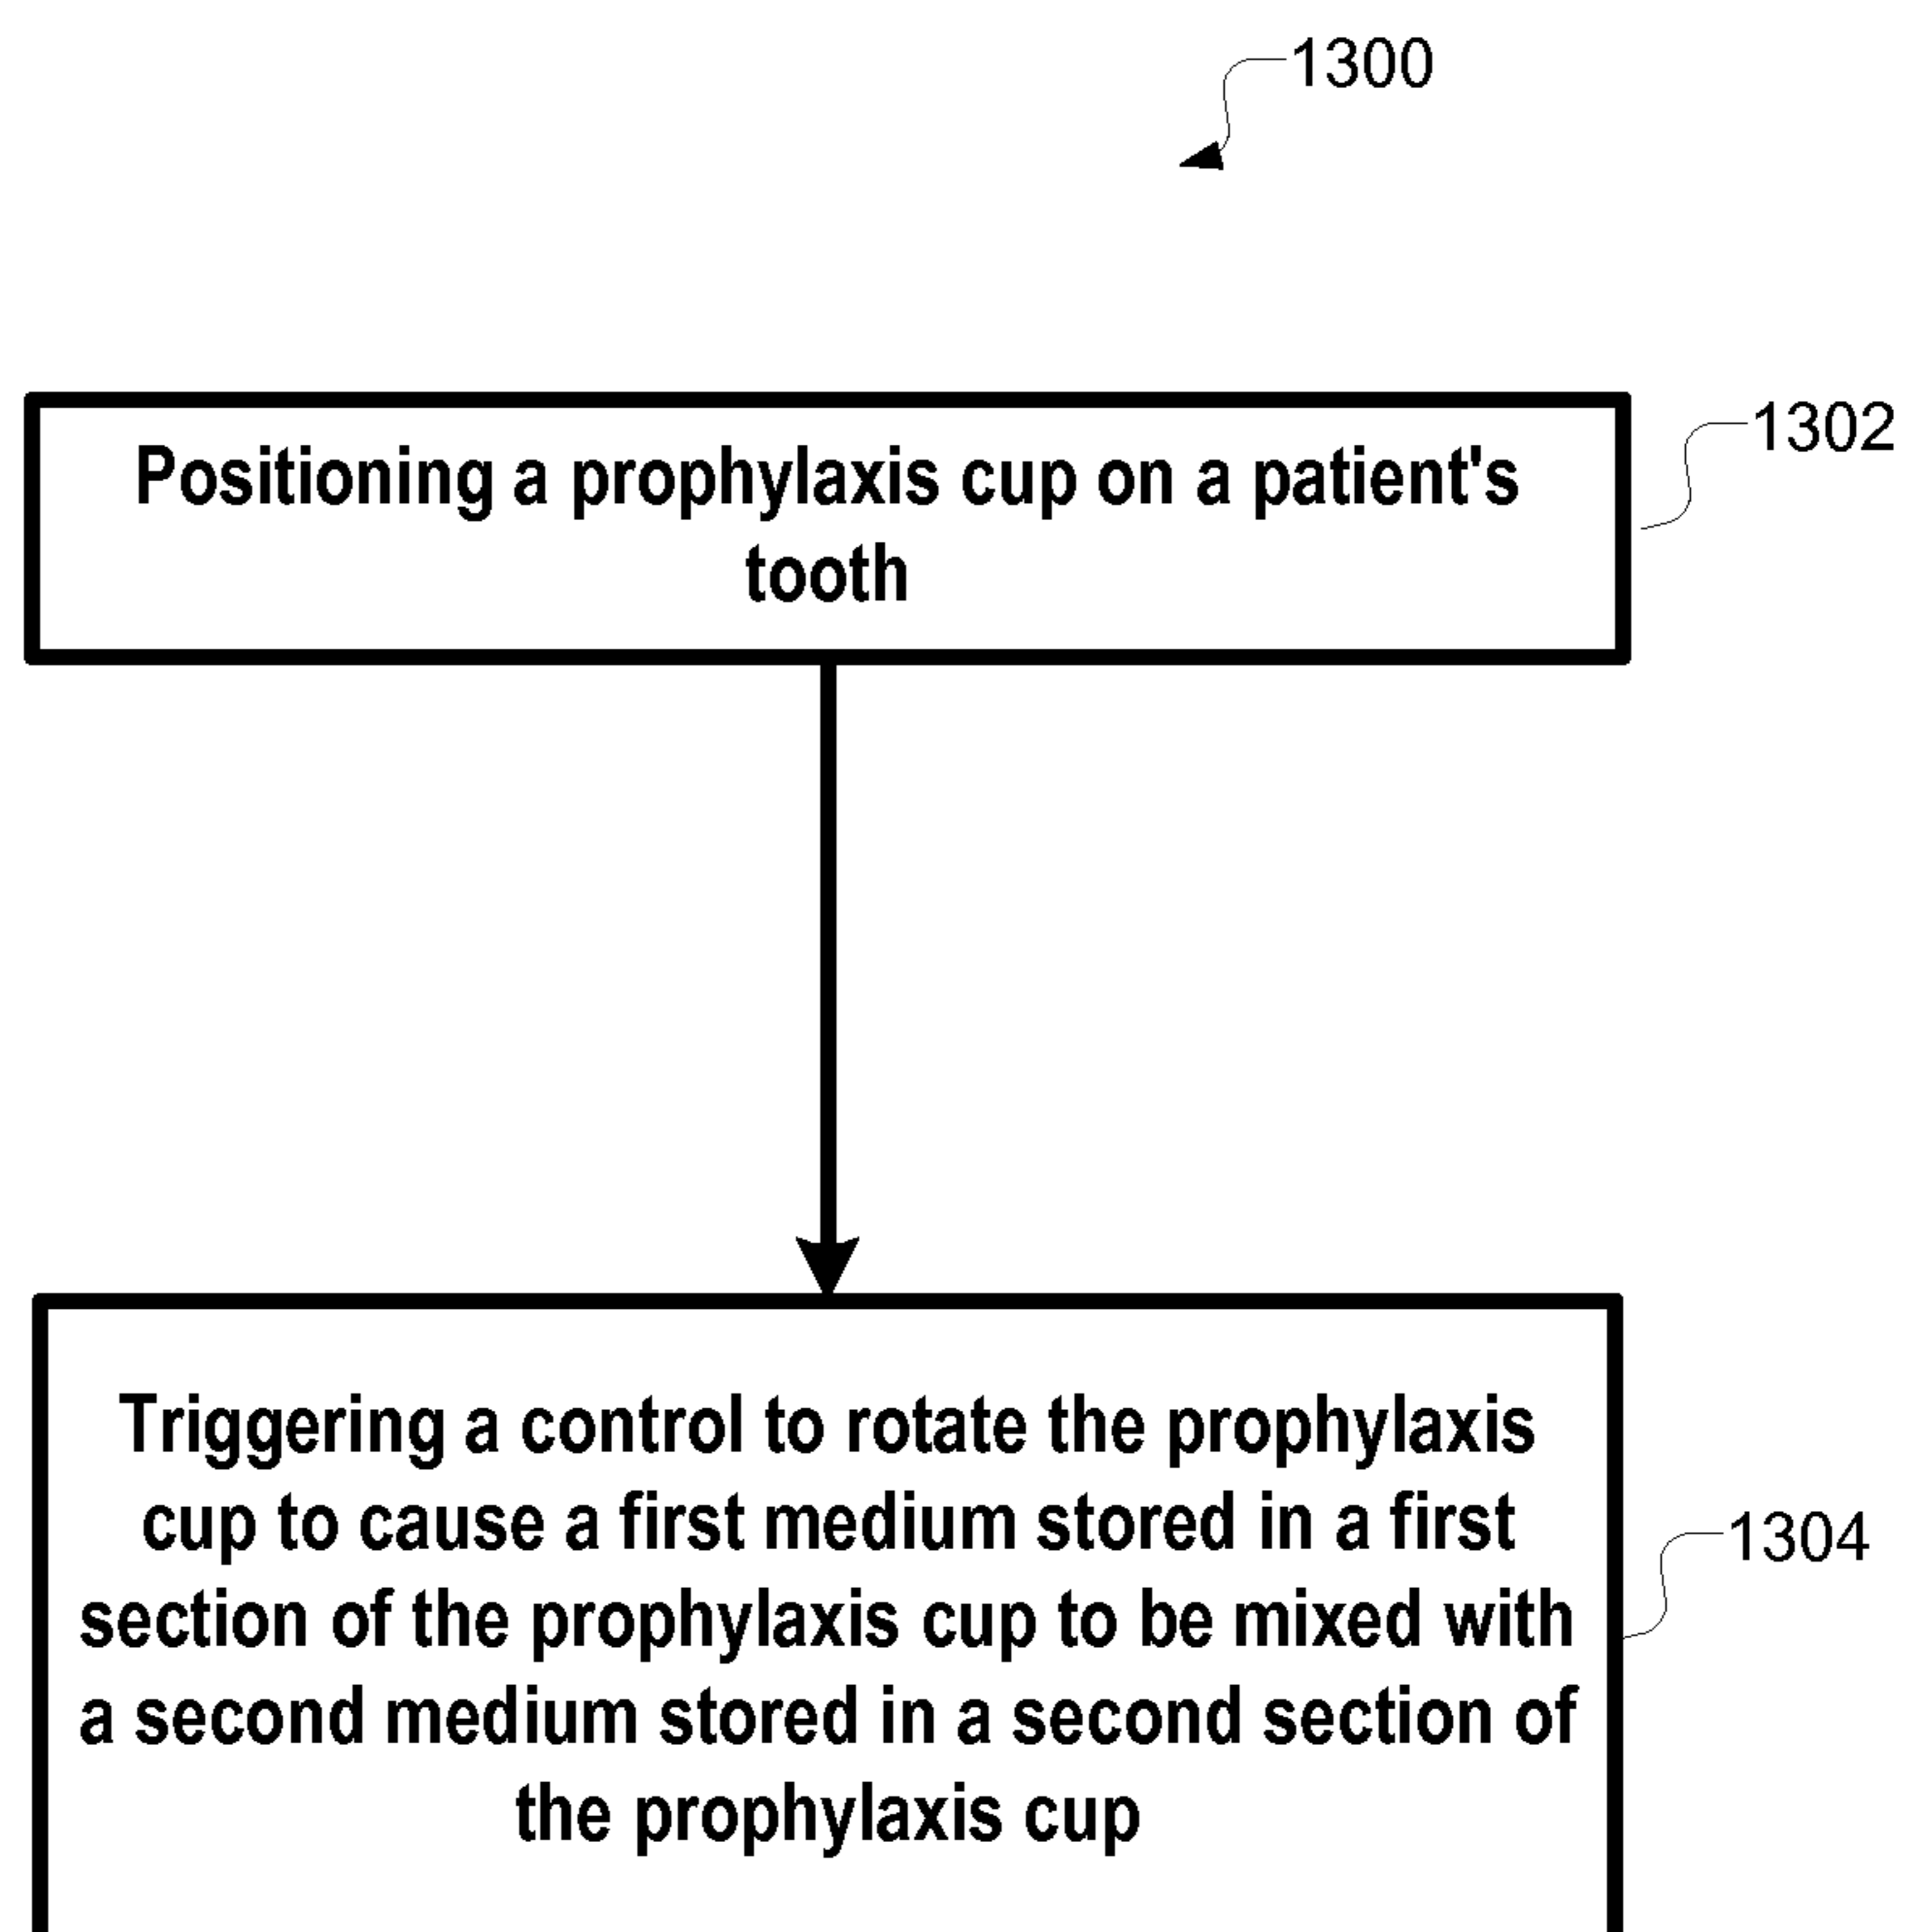 1300
1302
Positioning a prophylaxis cup on a patient's
tooth
Triggering a control to rotate the prophylaxis
cup to cause a first medium stored in a first
section of the prophylaxis cup to be mixed with
a second medium stored in a second section of
the prophylaxis cup
1304